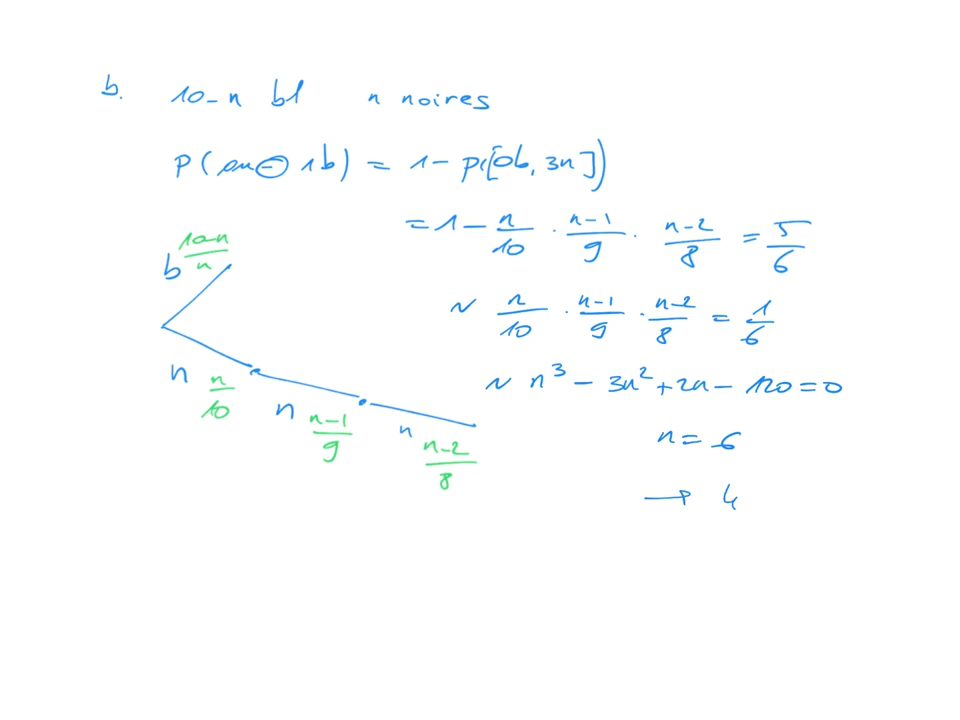 b. 10-n bl n noires
P(au⊖ 1b) = 1 - P([0b, 3n])
= 1 - n/10 · n-1/9 · n-2/8 = 5/6
b 10-n/n
~ n/10 · n-1/9 · n-2/8 = 1/6
n n/10
~ n³ - 3n² + 2n - 120 = 0
n n-1/9
n n-2/8
n = 6
→ 4